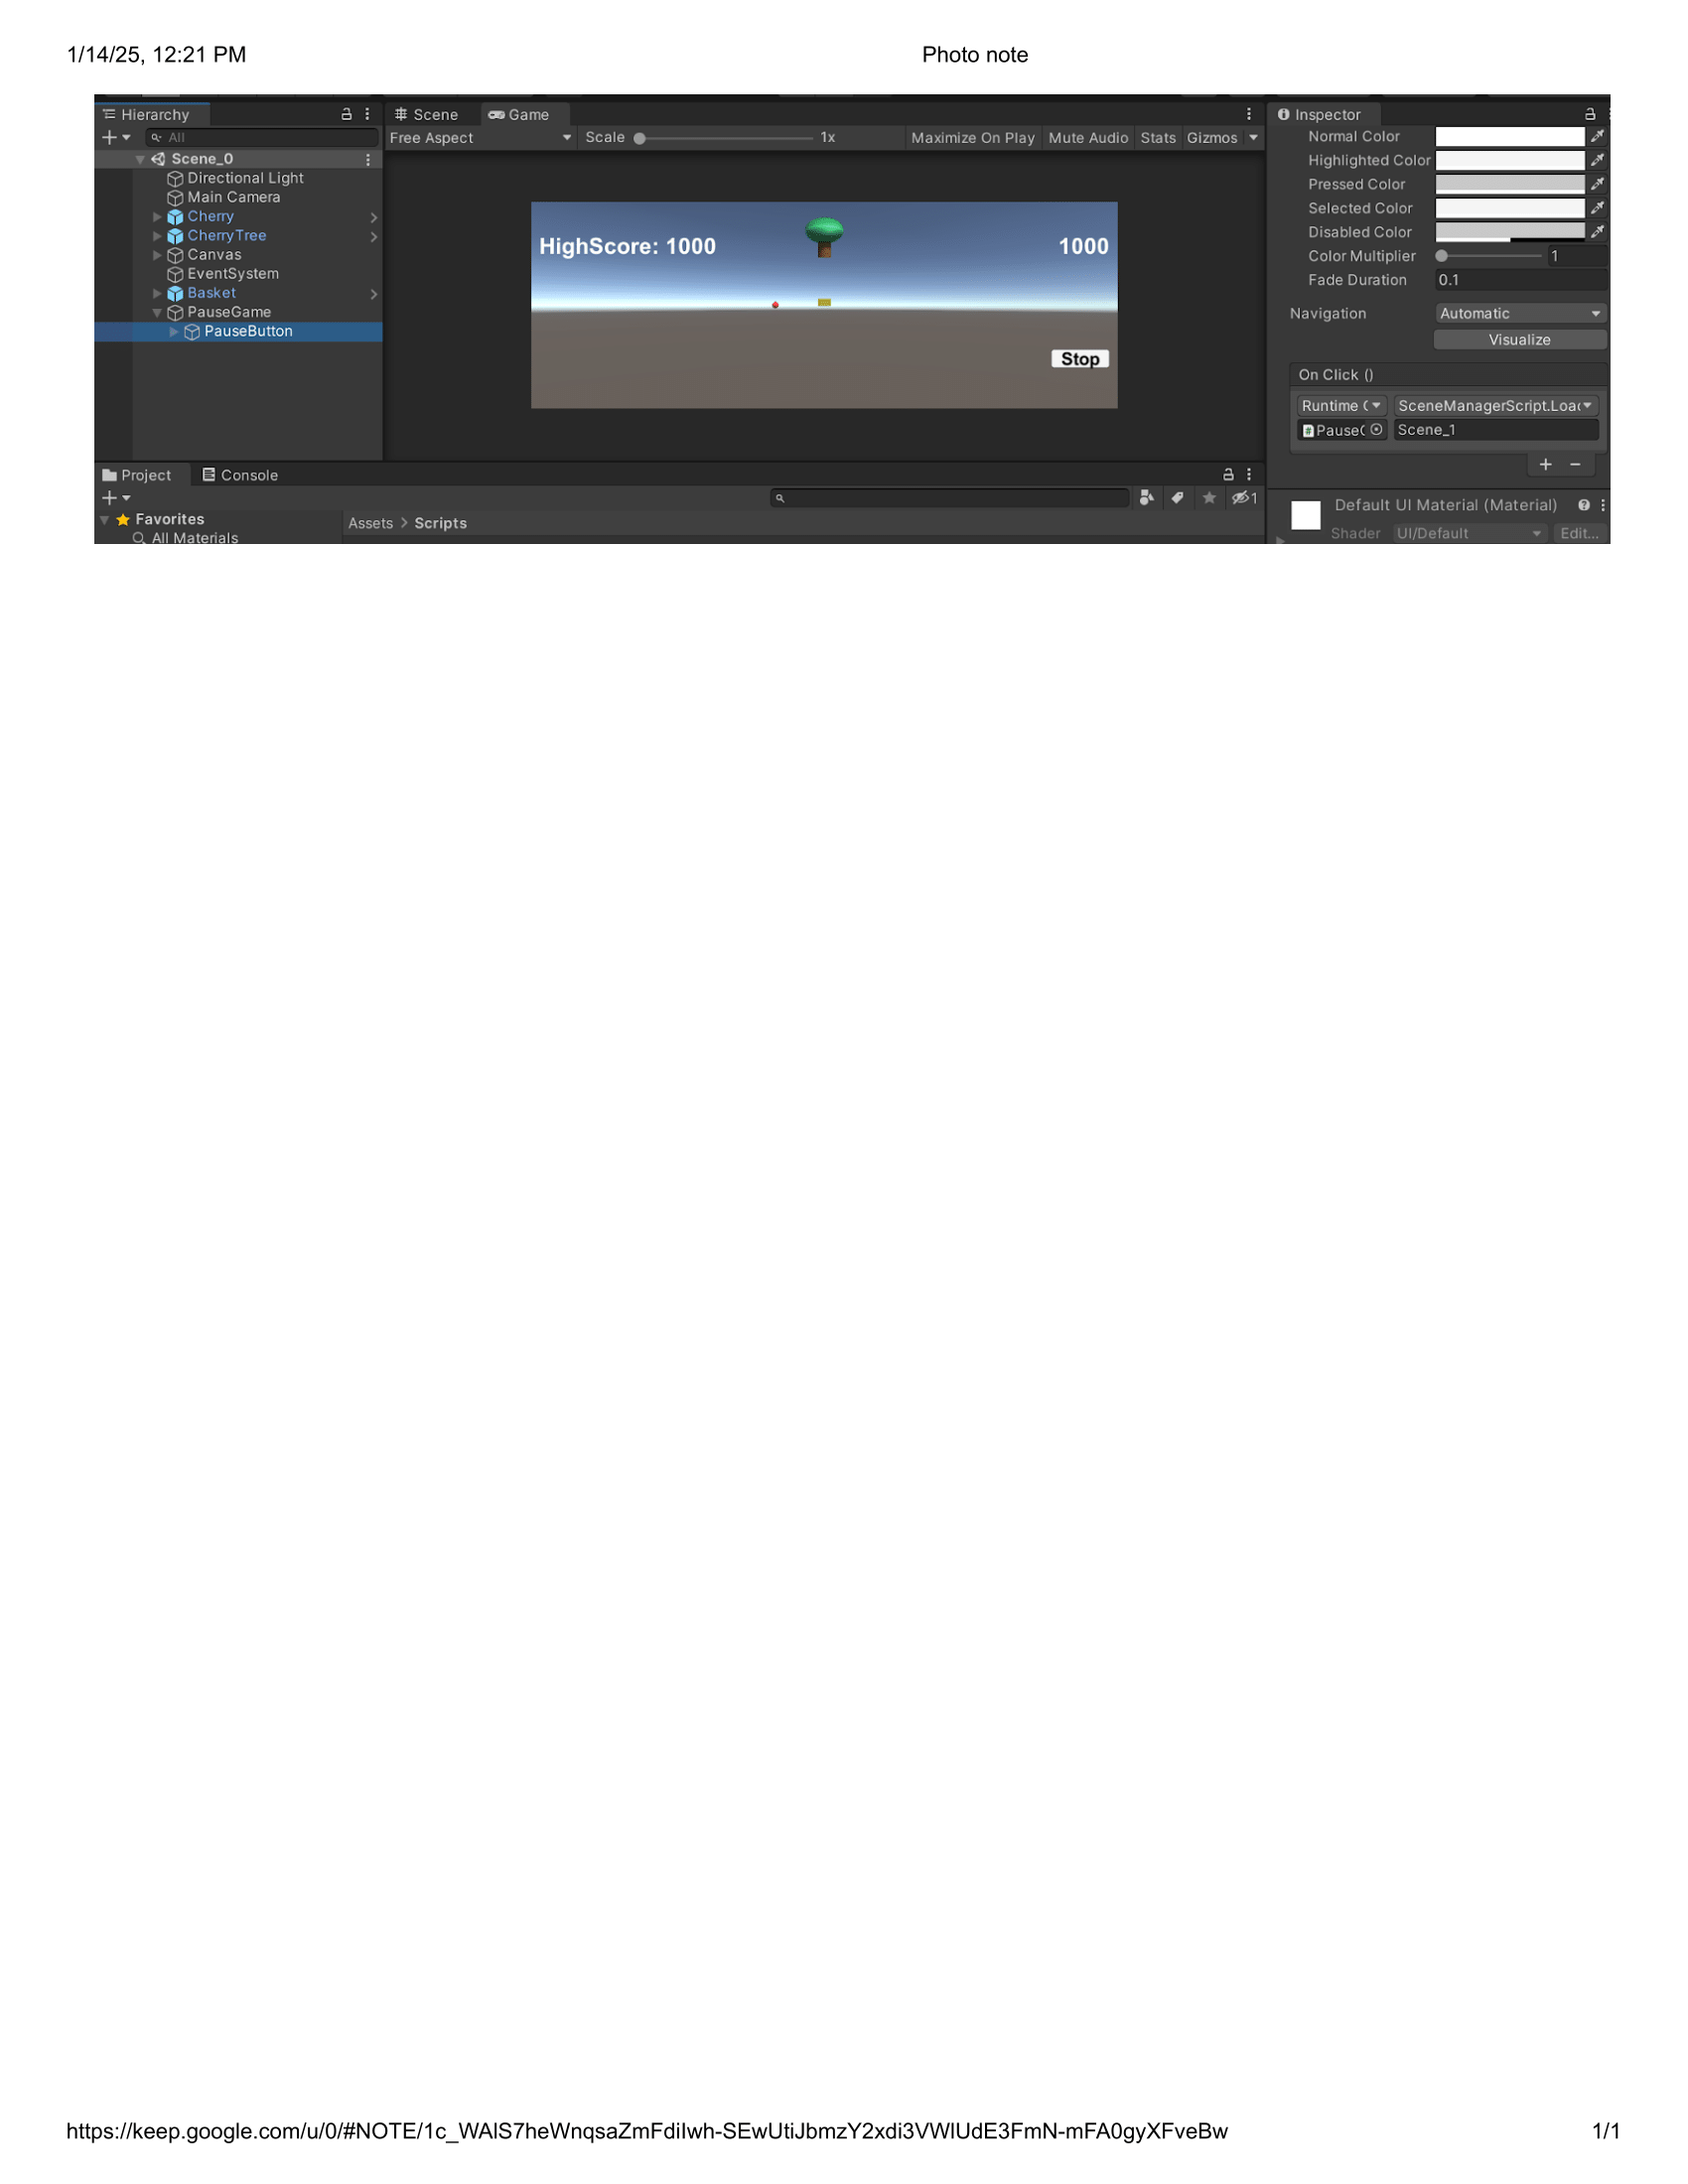 1/14/25, 12:21 PM
Photo note
Hierarchy
All
Scene_0
Directional Light
Main Camera
Cherry
CherryTree
Canvas
EventSystem
Basket
PauseGame
PauseButton
Scene
Game
Free Aspect
Scale
1x
Maximize On Play
Mute Audio
Stats
Gizmos
HighScore: 1000
1000
Stop
Inspector
Normal Color
Highlighted Color
Pressed Color
Selected Color
Disabled Color
Color Multiplier
1
Fade Duration
0.1
Navigation
Automatic
Visualize
On Click ()
Runtime
SceneManagerScript.Loa
Pause
Scene_1
+ −
Default UI Material (Material)
Shader
UI/Default
Edit...
Project
Console
1
Favorites
All Materials
Assets > Scripts
https://keep.google.com/u/0/#NOTE/1c_WAlS7heWnqsaZmFdiIwh-SEwUtiJbmzY2xdi3VWlUdE3FmN-mFA0gyXFveBw
1/1